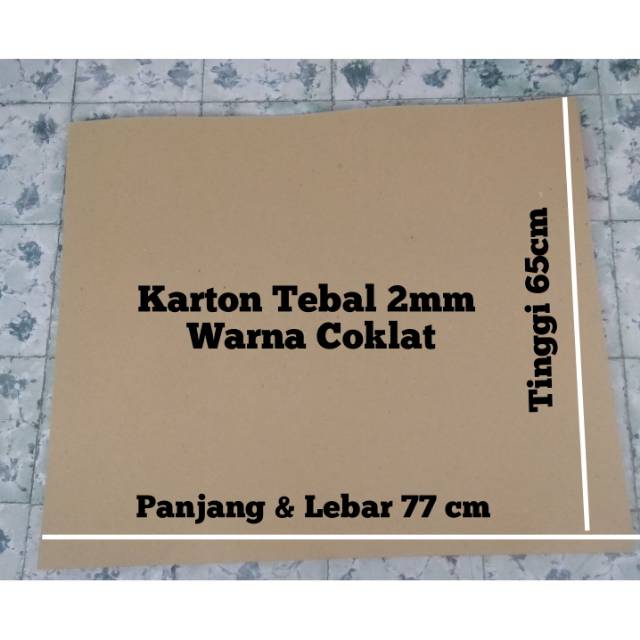 Karton Tebal 2mm
Warna Coklat
Tinggi 65cm
Panjang & Lebar 77 cm